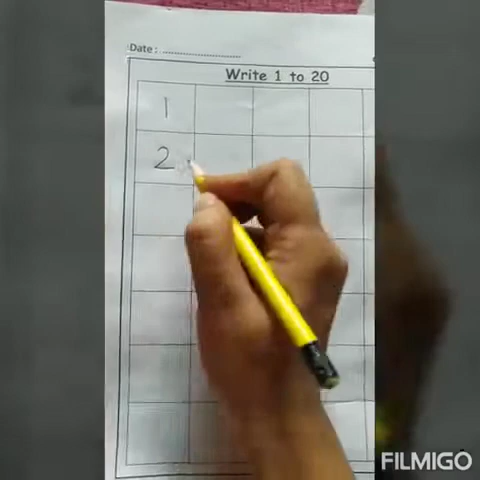 Date : ..............................
Write 1 to 20
1
2
FILMIGO